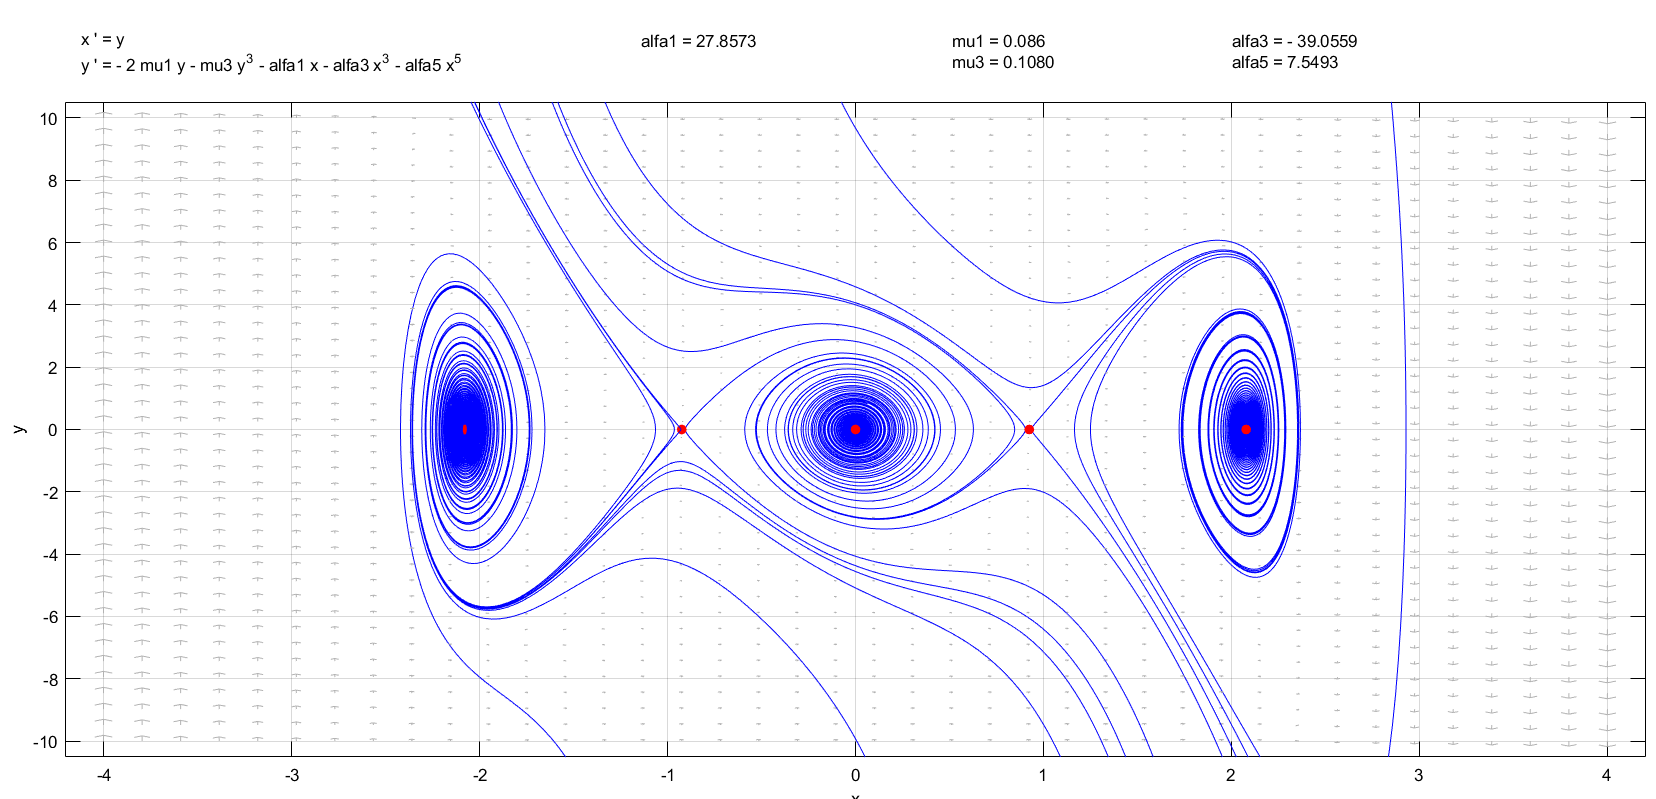 x ' = y
y ' = - 2 mu1 y - mu3 y³ - alfa1 x - alfa3 x³ - alfa5 x⁵
alfa1 = 27.8573
mu1 = 0.086
mu3 = 0.1080
alfa3 = - 39.0559
alfa5 = 7.5493
10
8
6
4
2
0
-2
-4
-6
-8
-10
y
-4 -3 -2 -1 0 1 2 3 4
x